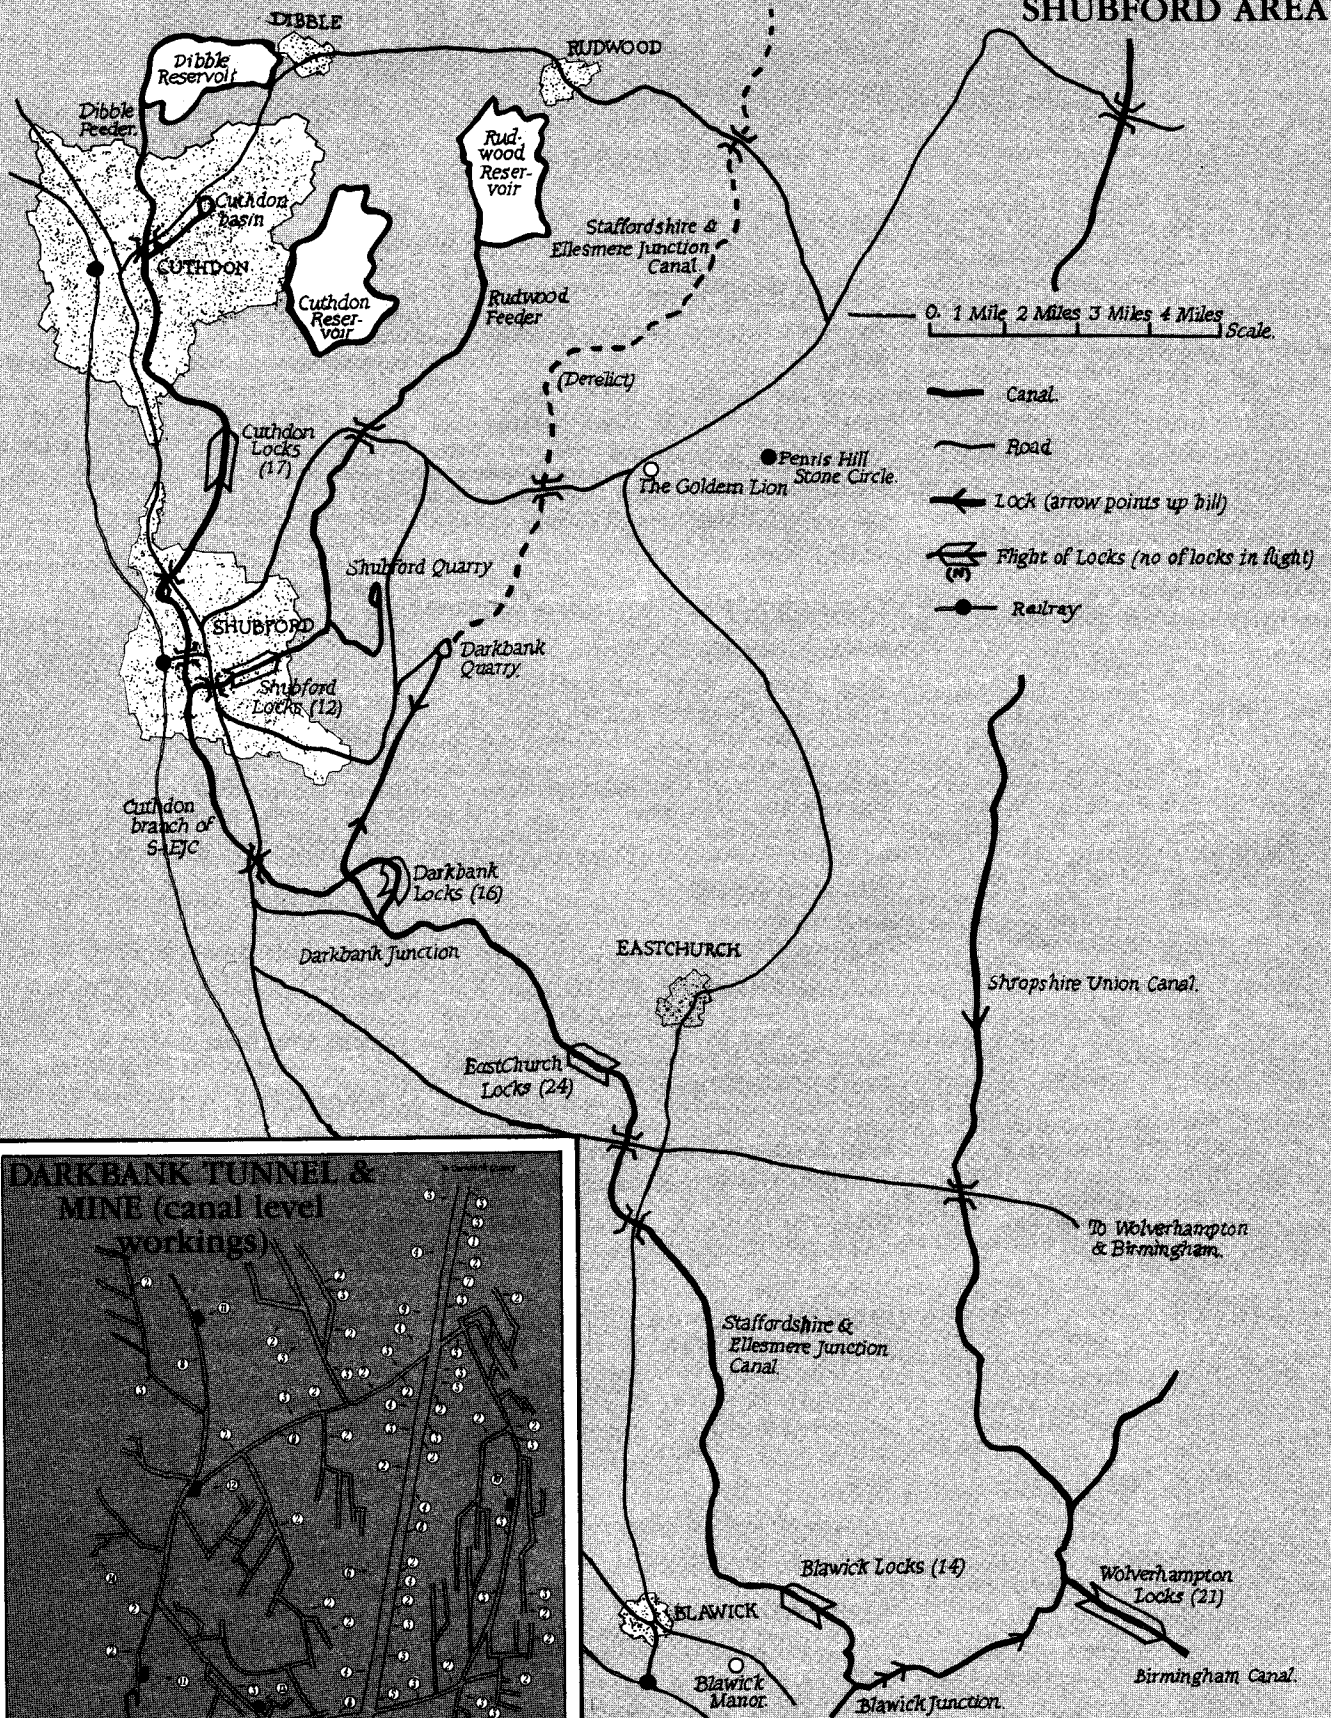 SHUBFORD AREA
DIBBLE
RUDWOOD
Dibble
Reservoir
Dibble
Feeder.
Rud-
wood
Reser-
voir
Cuthdon
basin
CUTHDON
Staffordshire &
Ellesmere Junction
Canal.
Cuthdon
Reser-
voir
Rudwood
Feeder
0. 1 Mile 2 Miles 3 Miles 4 Miles
Scale.
(Derelict)
Canal.
Cuthdon
Locks
(17)
Road
Penris Hill
Stone Circle.
The Goldern Lion
Lock (arrow points up hill)
Flight of Locks (no of locks in flight)
(N)
Shubford Quarry
Railray
SHUBFORD
Darkbank
Quarry.
Shubford
Locks (12)
Cuthdon
branch of
S+EJC
Darkbank
Locks (16)
Darkbank Junction
EASTCHURCH
Shropshire Union Canal.
EastChurch
Locks (24)
DARKBANK TUNNEL &
MINE (canal level
workings)
To Wolverhampton
& Birmingham.
Staffordshire &
Ellesmere Junction
Canal.
Blawick Locks (14)
Wolverhampton
Locks (21)
BLAWICK
Blawick
Manor.
Blawick Junction.
Birmingham Canal.